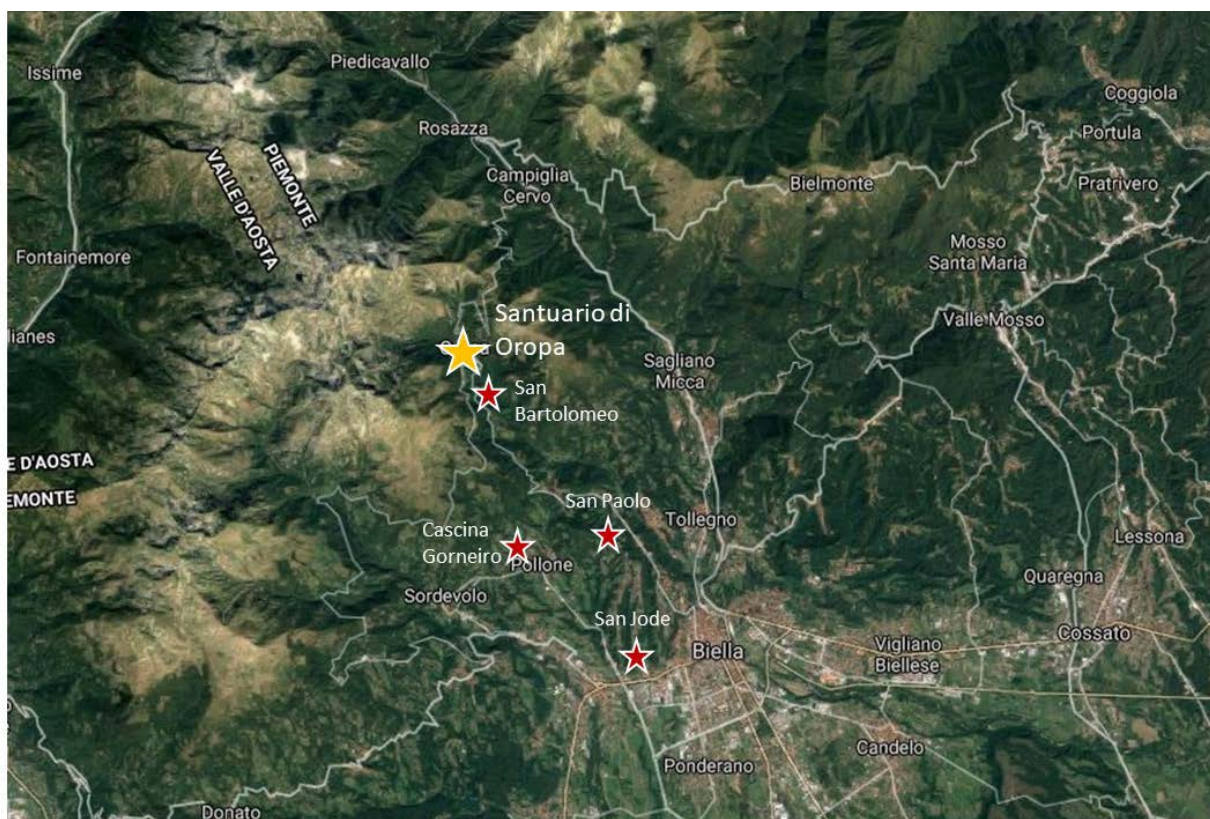 Piedicavallo
Issime
Coggiola
Rosazza
Portula
PIEMONTE
VALLE D'AOSTA
Campiglia
Cervo
Bielmonte
Pratrivero
Mosso
Santa Maria
Fontainemore
Santuario di
Oropa
Valle Mosso
lianes
Sagliano
Micca
San
Bartolomeo
E D'AOSTA
EMONTE
San Paolo
Tollegno
Cascina
Gorneiro
Lessona
Pollone
Quaregna
Sordevolo
San Jode
Cossato
Biella
Vigliano
Biellese
Candelo
Ponderano
Donato